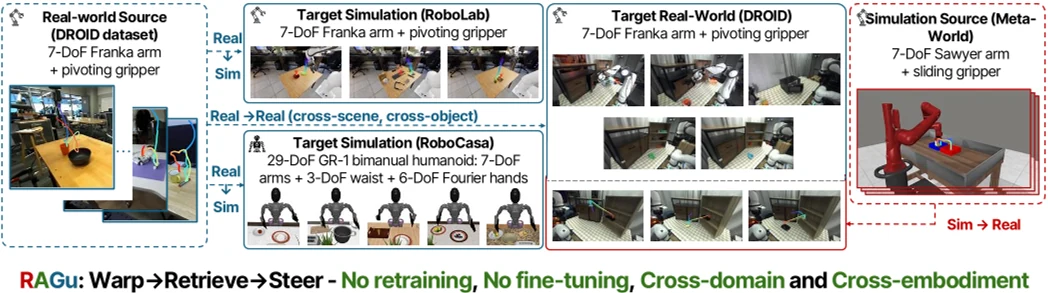 Real-world Source
(DROID dataset)
7-DoF Franka arm
+ pivoting gripper
Real
Sim
Target Simulation (RoboLab)
7-DoF Franka arm + pivoting gripper
Real→Real (cross-scene, cross-object)
Real
Sim
Target Simulation (RoboCasa)
29-DoF GR-1 bimanual humanoid: 7-DoF
arms + 3-DoF waist + 6-DoF Fourier hands
Target Real-World (DROID)
7-DoF Franka arm + pivoting gripper
Simulation Source (Meta-
World)
7-DoF Sawyer arm
+ sliding gripper
Sim → Real
RAGu: Warp→Retrieve→Steer - No retraining, No fine-tuning, Cross-domain and Cross-embodiment